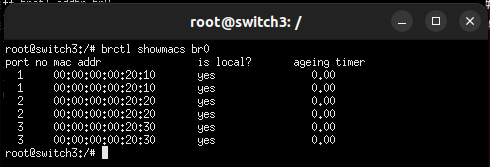 root@switch3: /
root@switch3:/# brctl showmacs br0
port no mac addr                is local?       ageing timer
  1     00:00:00:00:20:10       yes                0.00
  1     00:00:00:00:20:10       yes                0.00
  2     00:00:00:00:20:20       yes                0.00
  2     00:00:00:00:20:20       yes                0.00
  3     00:00:00:00:20:30       yes                0.00
  3     00:00:00:00:20:30       yes                0.00
root@switch3:/#